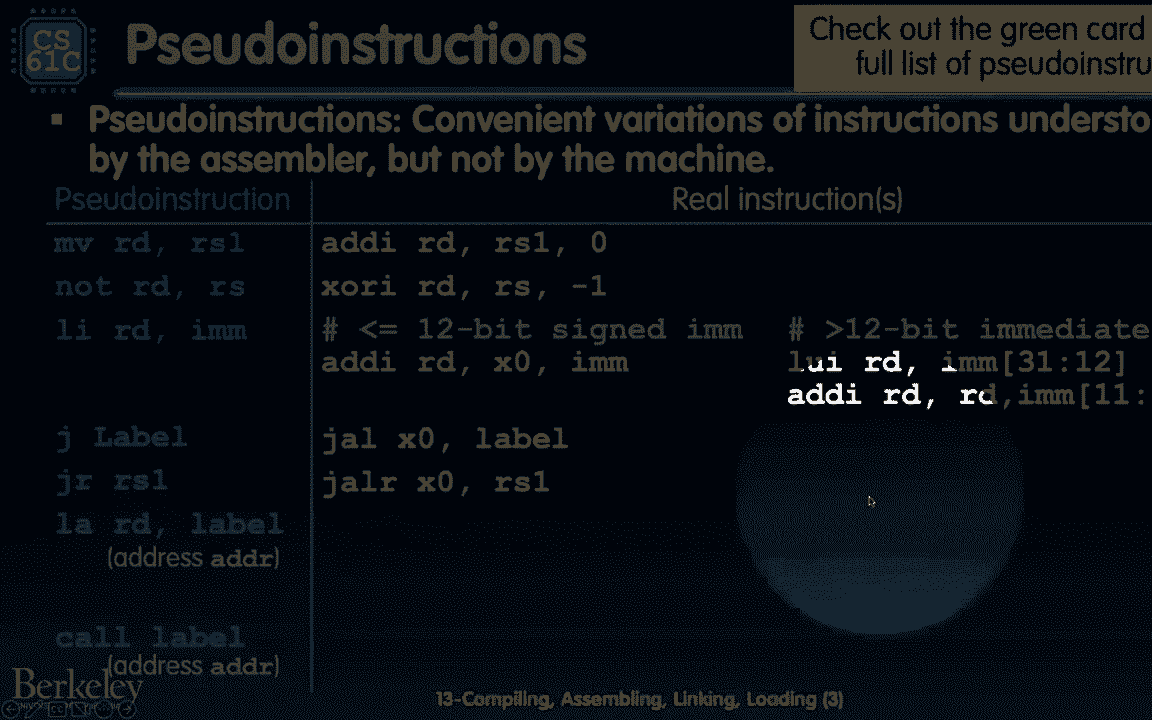 CS
61C
Pseudoinstructions
Check out the green card
full list of pseudoinstru
Pseudoinstructions: Convenient variations of instructions understo
by the assembler, but not by the machine.
Pseudoinstruction Real instruction(s)
mv rd, rs1 addi rd, rs1, 0
not rd, rs xori rd, rs, -1
li rd, imm # <= 12-bit signed imm # >12-bit immediate
addi rd, x0, imm lui rd, imm[31:12]
addi rd, rd,imm[11:
j Label jal x0, label
jr rs1 jalr x0, rs1
la rd, label
(address addr)
call label
(address addr)
Berkeley
13-Compiling, Assembling, Linking, Loading (3)